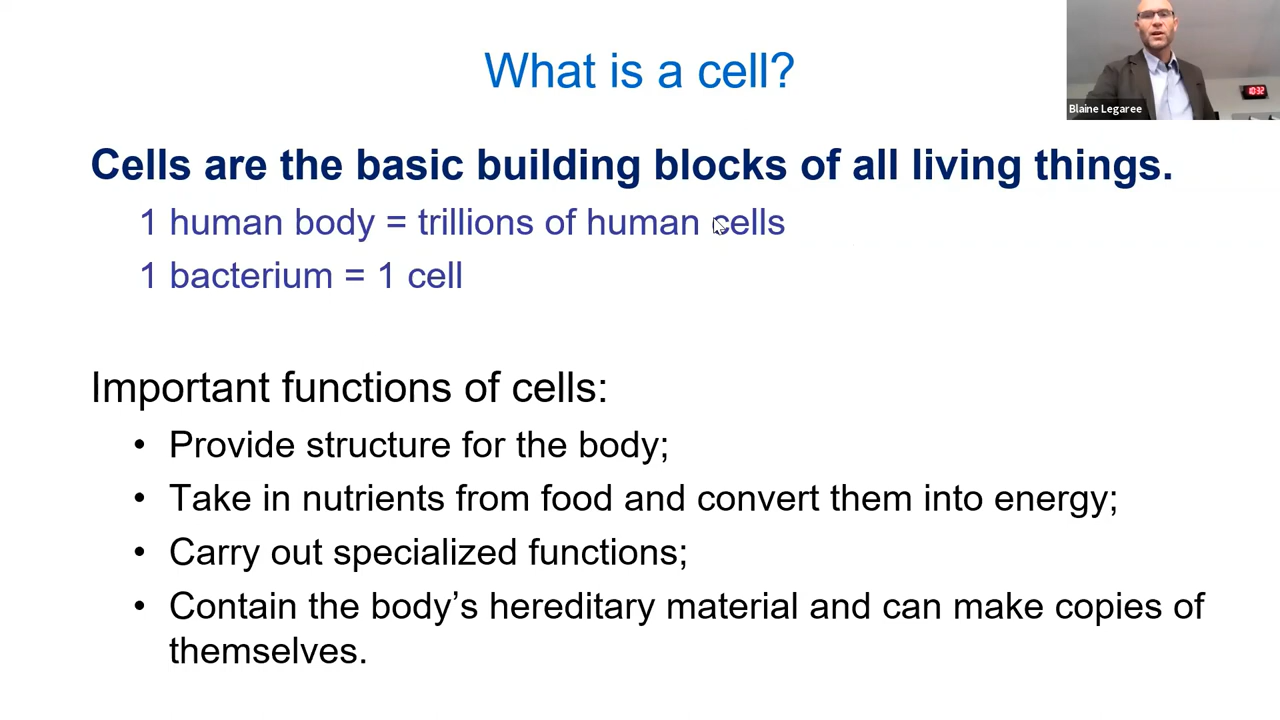 What is a cell?
10:32
Blaine Legaree
Cells are the basic building blocks of all living things.
1 human body = trillions of human cells
1 bacterium = 1 cell
Important functions of cells:
• Provide structure for the body;
• Take in nutrients from food and convert them into energy;
• Carry out specialized functions;
• Contain the body’s hereditary material and can make copies of
themselves.